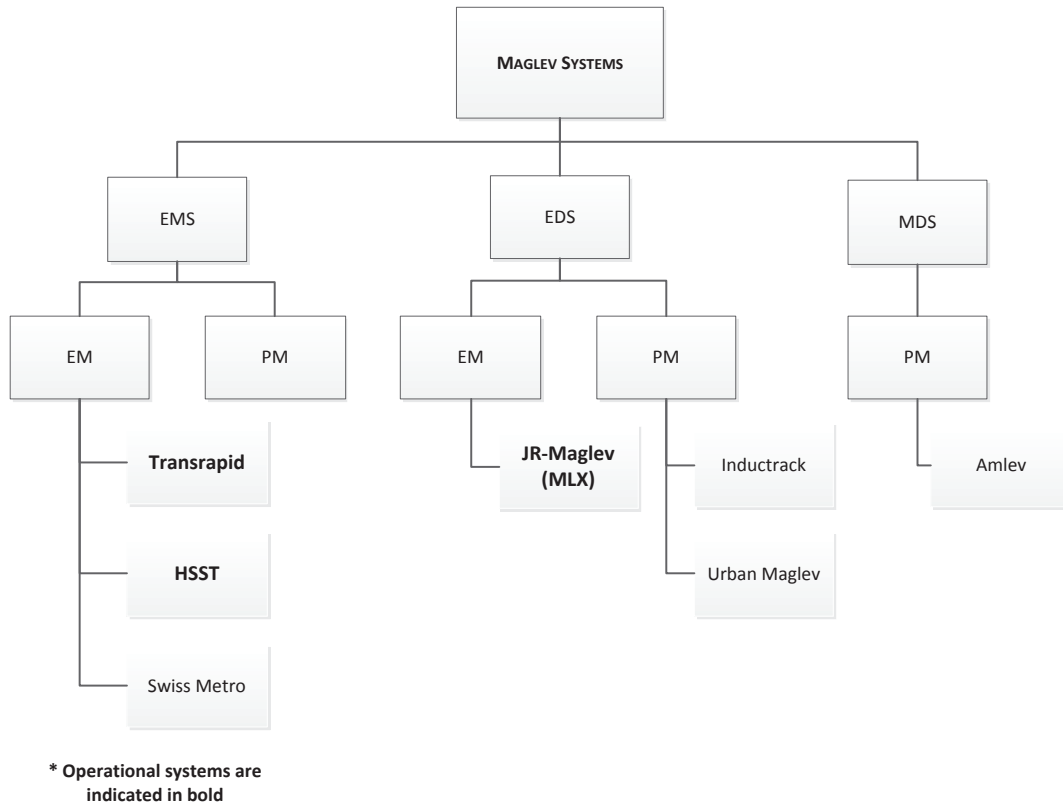 MAGLEV SYSTEMS
EMS
EDS
MDS
EM
PM
EM
PM
PM
Transrapid
HSST
Swiss Metro
JR-Maglev
(MLX)
Inductrack
Urban Maglev
Amlev
* Operational systems are
indicated in bold